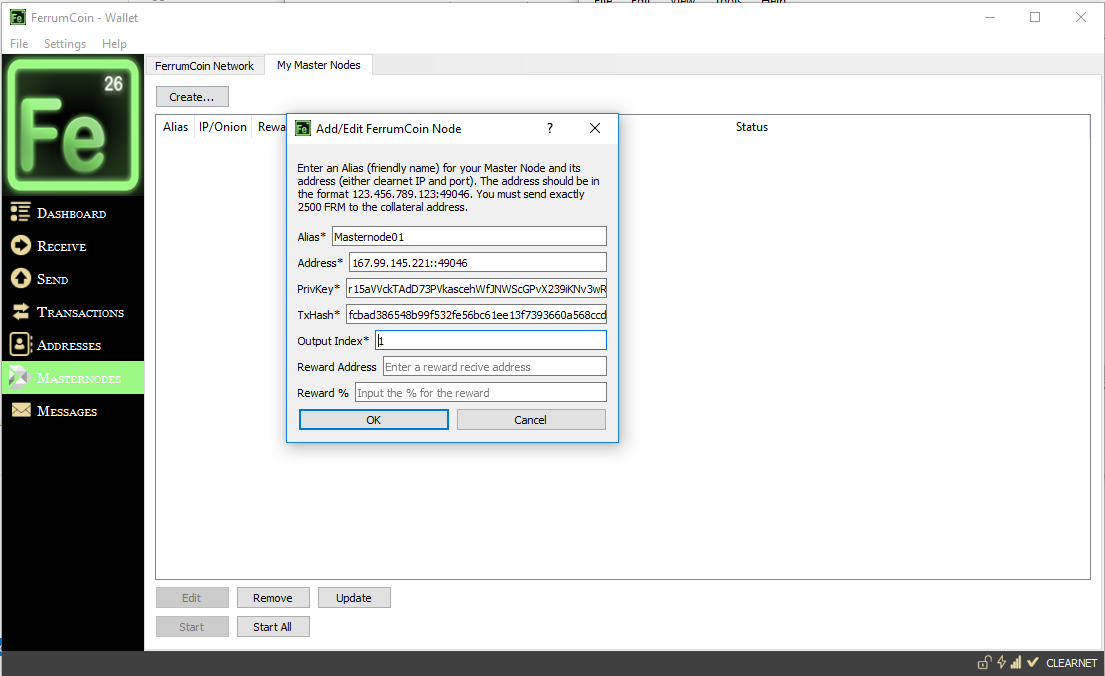 FerrumCoin - Wallet
File Settings Help
26
Fe
FerrumCoin Network
My Master Nodes
Create...
Alias IP/Onion Rewa Status
Fe Add/Edit FerrumCoin Node ?
Enter an Alias (friendly name) for your Master Node and its
address (either clearnet IP and port). The address should be in
the format 123.456.789.123:49046. You must send exactly
2500 FRM to the collateral address.
Alias* Masternode01
Address* 167.99.145.221::49046
PrivKey* r15aVVckTAdD73PVkascehWfJNWScGPvX239iKNv3wR
TxHash* fcbad386548b99f532fe56bc61ee13f7393660a568ccd
Output Index* 1
Reward Address Enter a reward recive address
Reward % Input the % for the reward
OK Cancel
Dashboard
Receive
Send
Transactions
Addresses
Masternodes
Messages
Edit Remove Update
Start Start All
CLEARNET